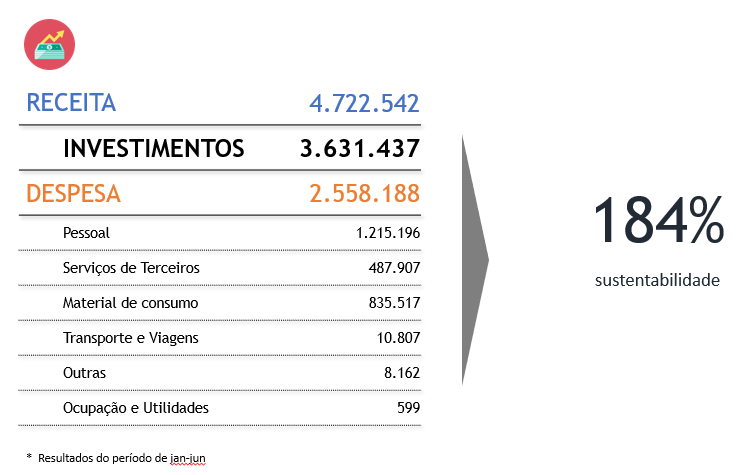 RECEITA 4.722.542
INVESTIMENTOS 3.631.437
DESPESA 2.558.188
Pessoal 1.215.196
Serviços de Terceiros 487.907
Material de consumo 835.517
Transporte e Viagens 10.807
Outras 8.162
Ocupação e Utilidades 599
* Resultados do período de jan-jun
184%
sustentabilidade